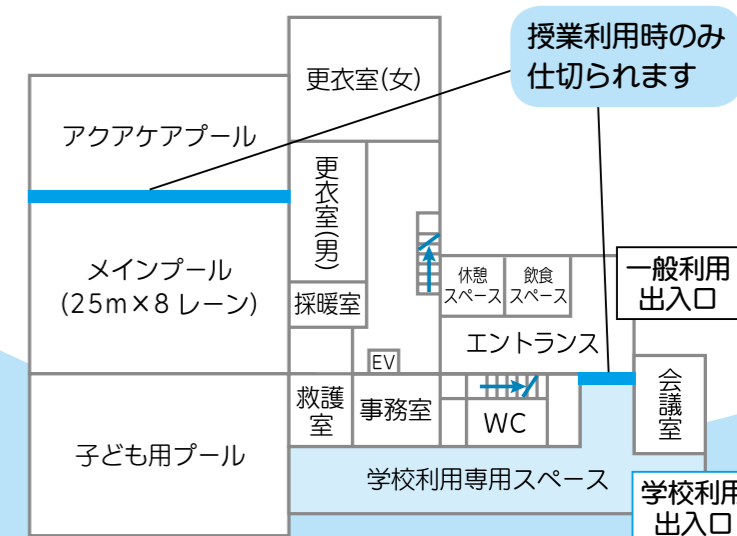 授業利用時のみ
仕切られます
更衣室(女)
アクアケアプール
更衣室(男)
メインプール
(25m×8レーン)
採暖室
休憩
スペース
飲食
スペース
一般利用
出入口
エントランス
EV
救護
室
事務室
WC
会議室
子ども用プール
学校利用専用スペース
学校利用
出入口